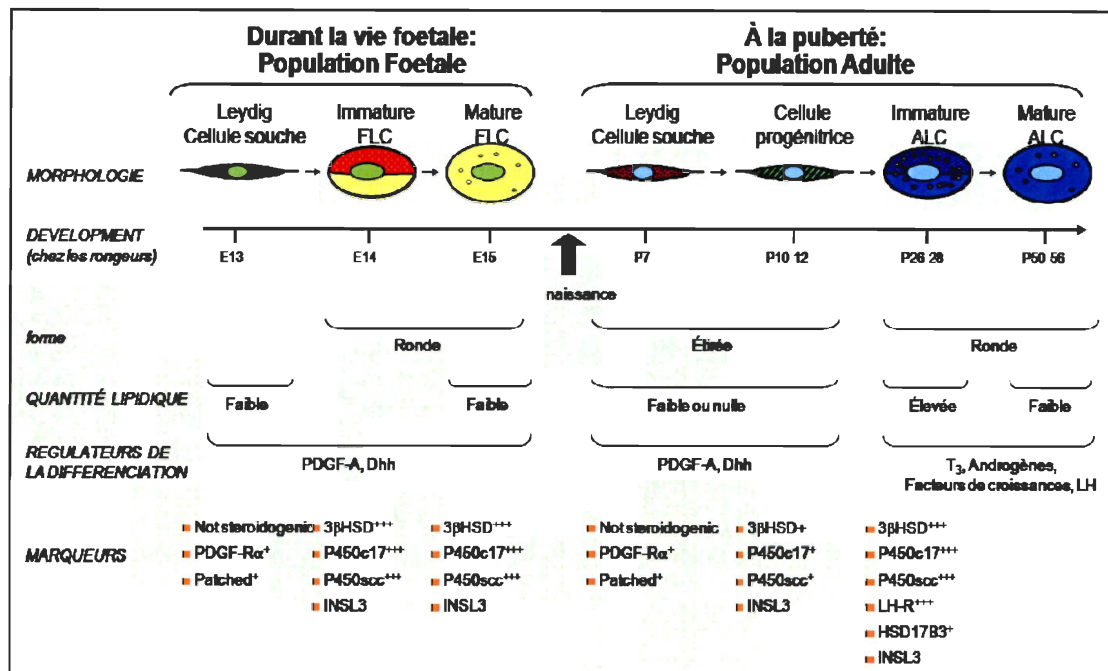 Durant la vie foetale:
Population Foetale
À la puberté:
Population Adulte
Leydig
Cellule souche
Immature
FLC
Mature
FLC
Leydig
Cellule souche
Cellule
progénitrice
Immature
ALC
Mature
ALC
MORPHOLOGIE
DEVELOPMENT
(chez les rongeurs)
E13
E14
E15
P7
P10 12
P26 28
P50 56
naissance
forme
Ronde
Étirée
Ronde
QUANTITÉ LIPIDIQUE
Faible
Faible
Faible ou nulle
Élevée
Faible
REGULATEURS DE
LA DIFFERENCIATION
PDGF-A, Dhh
PDGF-A, Dhh
T3, Androgènes,
Facteurs de croissances, LH
MARQUEURS
Not steroidogenic
PDGF-Rα+
Patched+
3βHSD+++
P450c17+++
P450scc+++
INSL3
3βHSD+++
P450c17+++
P450scc+++
INSL3
Not steroidogenic
PDGF-Rα+
Patched+
3βHSD+
P450c17+
P450scc+
INSL3
3βHSD+++
P450c17+++
P450scc+++
LH-R+++
HSD17B3+
INSL3